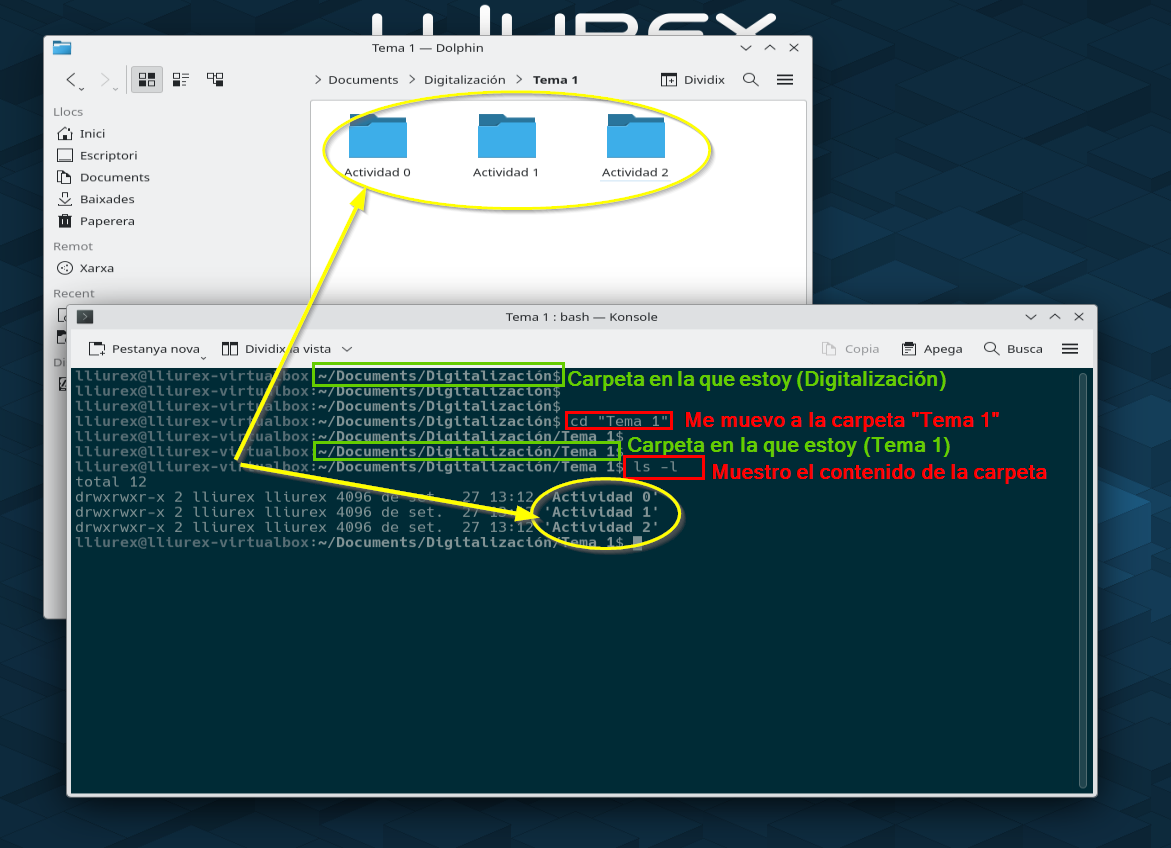 LLIUREX
Tema 1 — Dolphin
Documents > Digitalización > Tema 1
Dividix
Llocs
Inici
Escriptori
Documents
Baixades
Paperera
Remot
Xarxa
Recent
Actividad 0 Actividad 1 Actividad 2
Tema 1 : bash — Konsole
Pestanya nova Dividix la vista Copia Apega Busca
lliurex@lliurex-virtualbox:~/Documents/Digitalización$ Carpeta en la que estoy (Digitalización)
lliurex@lliurex-virtualbox:~/Documents/Digitalización$
lliurex@lliurex-virtualbox:~/Documents/Digitalización$
lliurex@lliurex-virtualbox:~/Documents/Digitalización$ cd "Tema 1" Me muevo a la carpeta "Tema 1"
lliurex@lliurex-virtualbox:~/Documents/Digitalización/Tema 1$
lliurex@lliurex-virtualbox:~/Documents/Digitalización/Tema 1$ Carpeta en la que estoy (Tema 1)
lliurex@lliurex-virtualbox:~/Documents/Digitalización/Tema 1$ ls -l Muestro el contenido de la carpeta
total 12
drwxrwxr-x 2 lliurex lliurex 4096 de set. 27 13:12 'Actividad 0'
drwxrwxr-x 2 lliurex lliurex 4096 de set. 27 13:12 'Actividad 1'
drwxrwxr-x 2 lliurex lliurex 4096 de set. 27 13:12 'Actividad 2'
lliurex@lliurex-virtualbox:~/Documents/Digitalización/Tema 1$